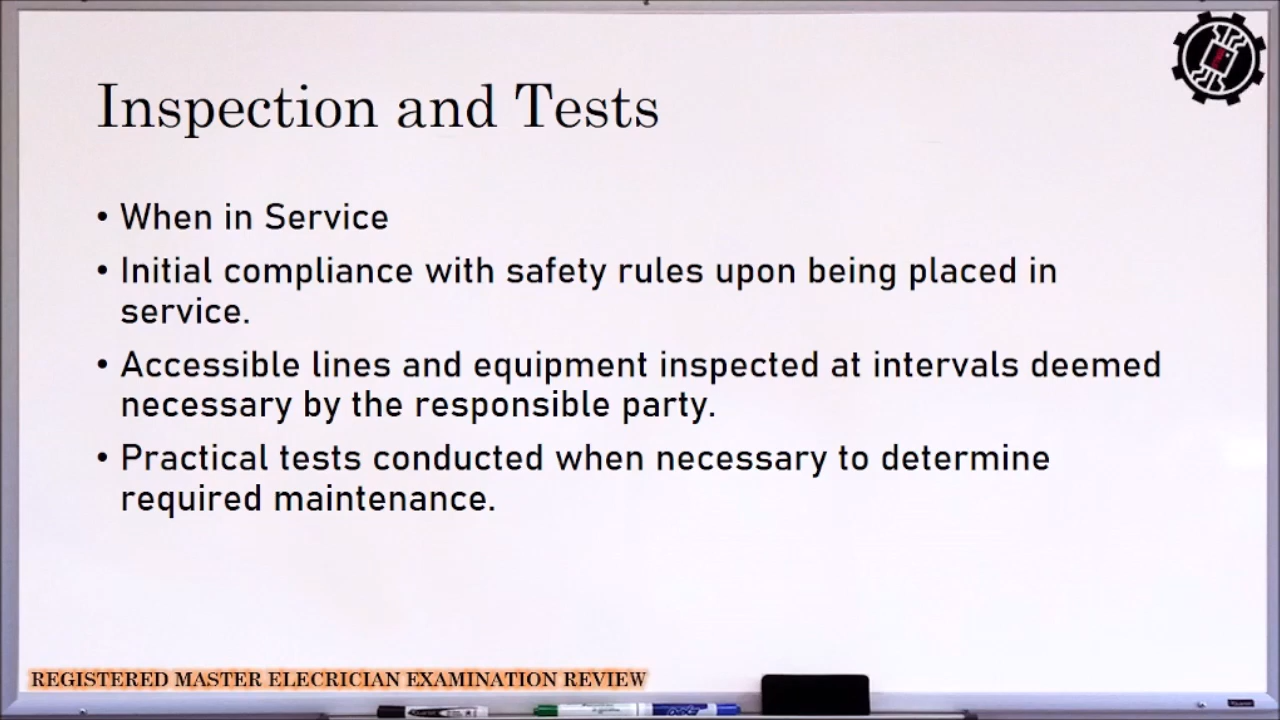 Inspection and Tests
• When in Service
• Initial compliance with safety rules upon being placed in
service.
• Accessible lines and equipment inspected at intervals deemed
necessary by the responsible party.
• Practical tests conducted when necessary to determine
required maintenance.
REGISTERED MASTER ELECRICIAN EXAMINATION REVIEW